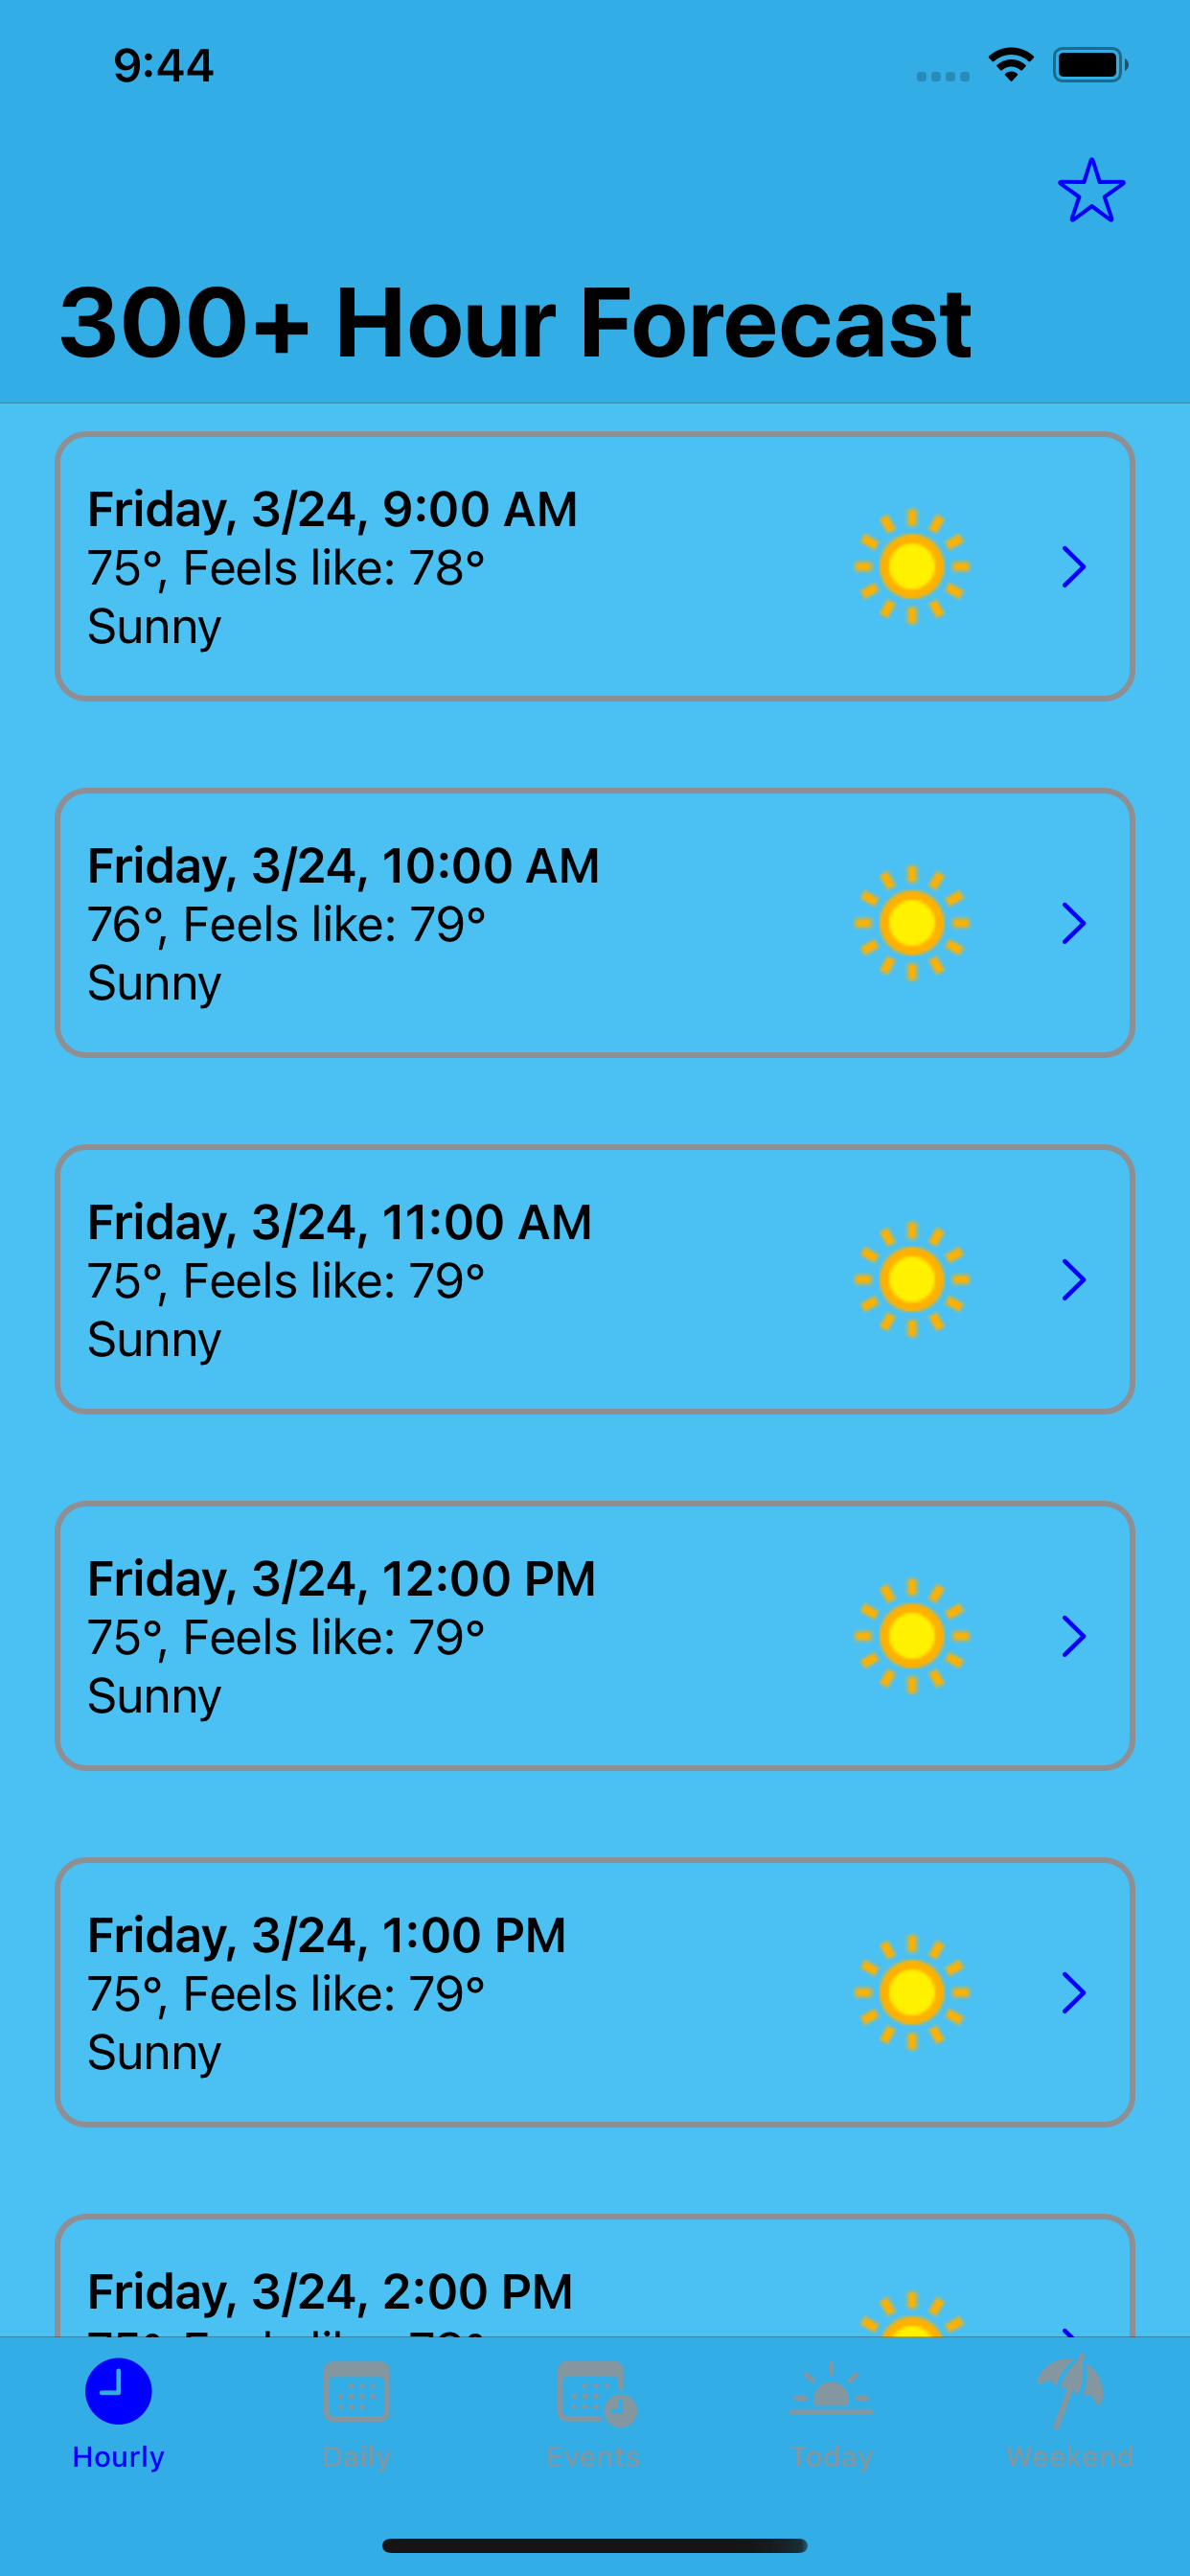 9:44
300+ Hour Forecast
Friday, 3/24, 9:00 AM
75°, Feels like: 78°
Sunny
Friday, 3/24, 10:00 AM
76°, Feels like: 79°
Sunny
Friday, 3/24, 11:00 AM
75°, Feels like: 79°
Sunny
Friday, 3/24, 12:00 PM
75°, Feels like: 79°
Sunny
Friday, 3/24, 1:00 PM
75°, Feels like: 79°
Sunny
Friday, 3/24, 2:00 PM
Hourly Daily Events Today Weekend